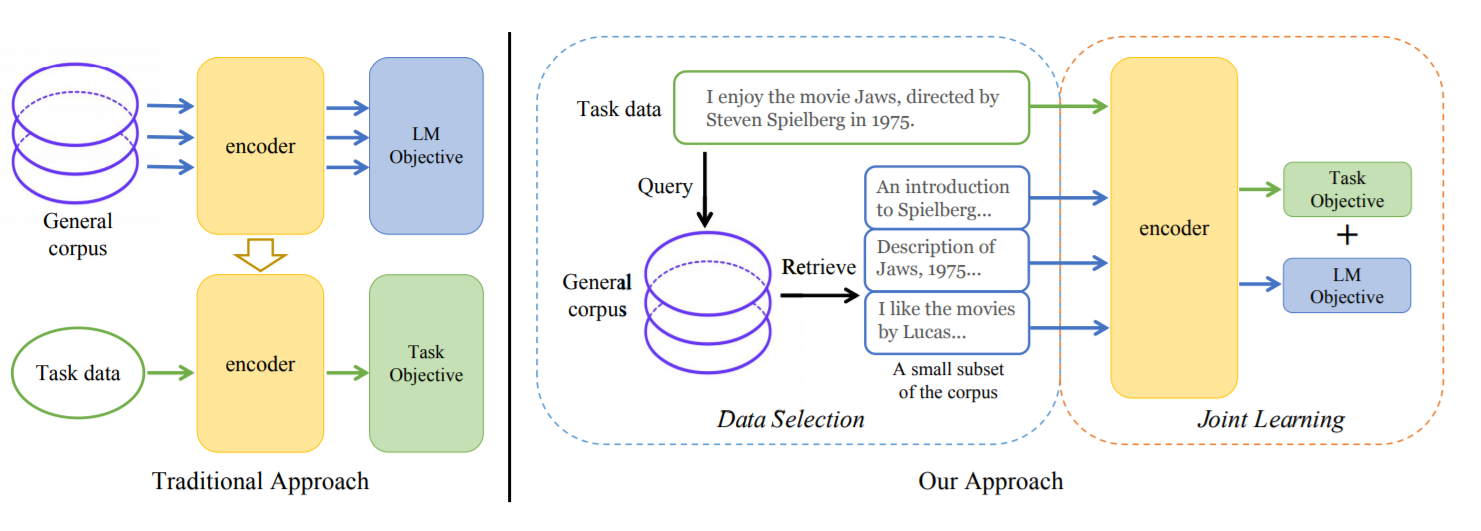 General
corpus
encoder
LM
Objective
Task data
encoder
Task
Objective
Traditional Approach
Task data
I enjoy the movie Jaws, directed by
Steven Spielberg in 1975.
Query
General
corpus
Retrieve
An introduction
to Spielberg...
Description of
Jaws, 1975...
I like the movies
by Lucas...
A small subset
of the corpus
Data Selection
encoder
Task
Objective
+
LM
Objective
Joint Learning
Our Approach